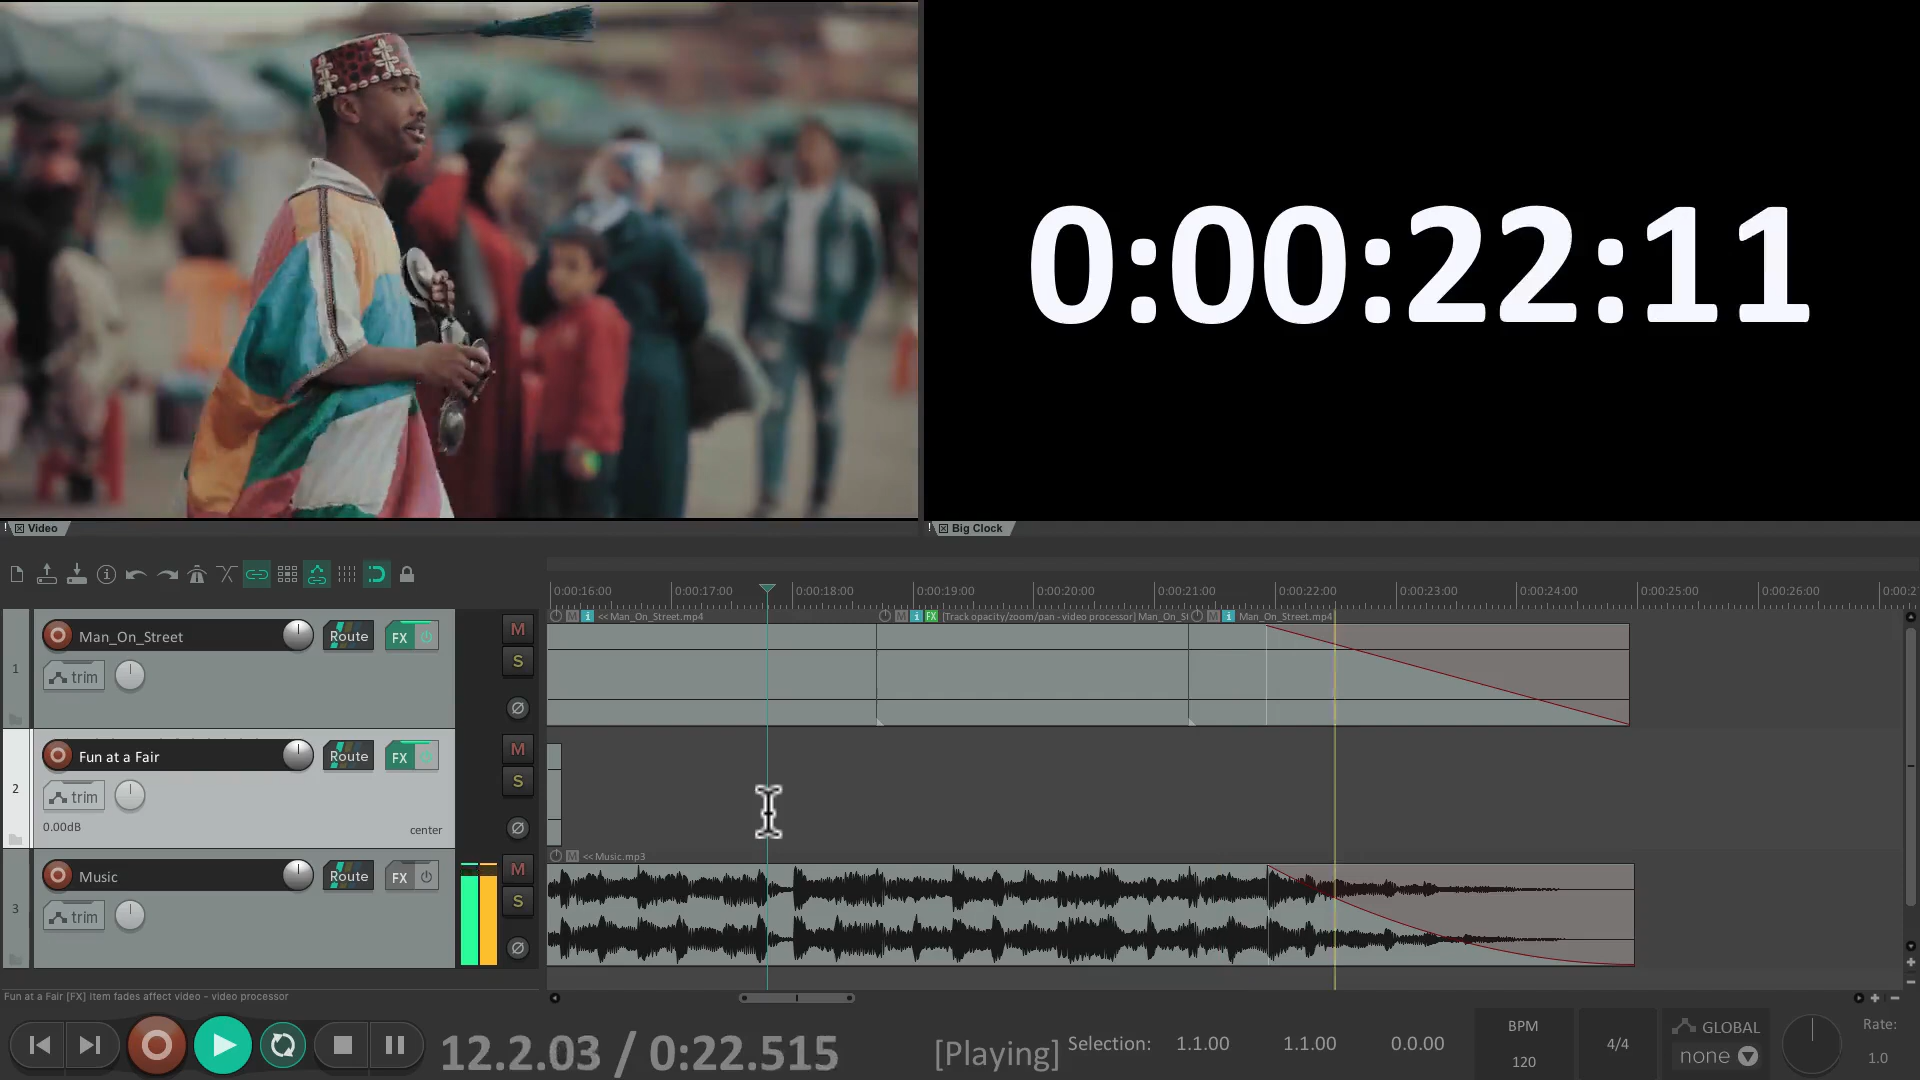 0:00:22:11
Video
Big Clock
0:00:16:00 0:00:17:00 0:00:18:00 0:00:19:00 0:00:20:00 0:00:21:00 0:00:22:00 0:00:23:00 0:00:24:00 0:00:25:00 0:00:26:00
M i <<Man_On_Street.mp4 M i FX [Track opacity/zoom/pan - video processor] Man_On_St M i Man_On_Street.mp4
1
Man_On_Street
Route
FX
M
S
trim
2
Fun at a Fair
Route
FX
M
S
trim
0.00dB
center
M <<Music.mp3
3
Music
Route
FX
M
S
trim
Fun at a Fair [FX] Item fades affect video - video processor
12.2.03 / 0:22.515
[Playing]
Selection: 1.1.00 1.1.00 0.0.00
BPM
120
4/4
GLOBAL
none
Rate:
1.0